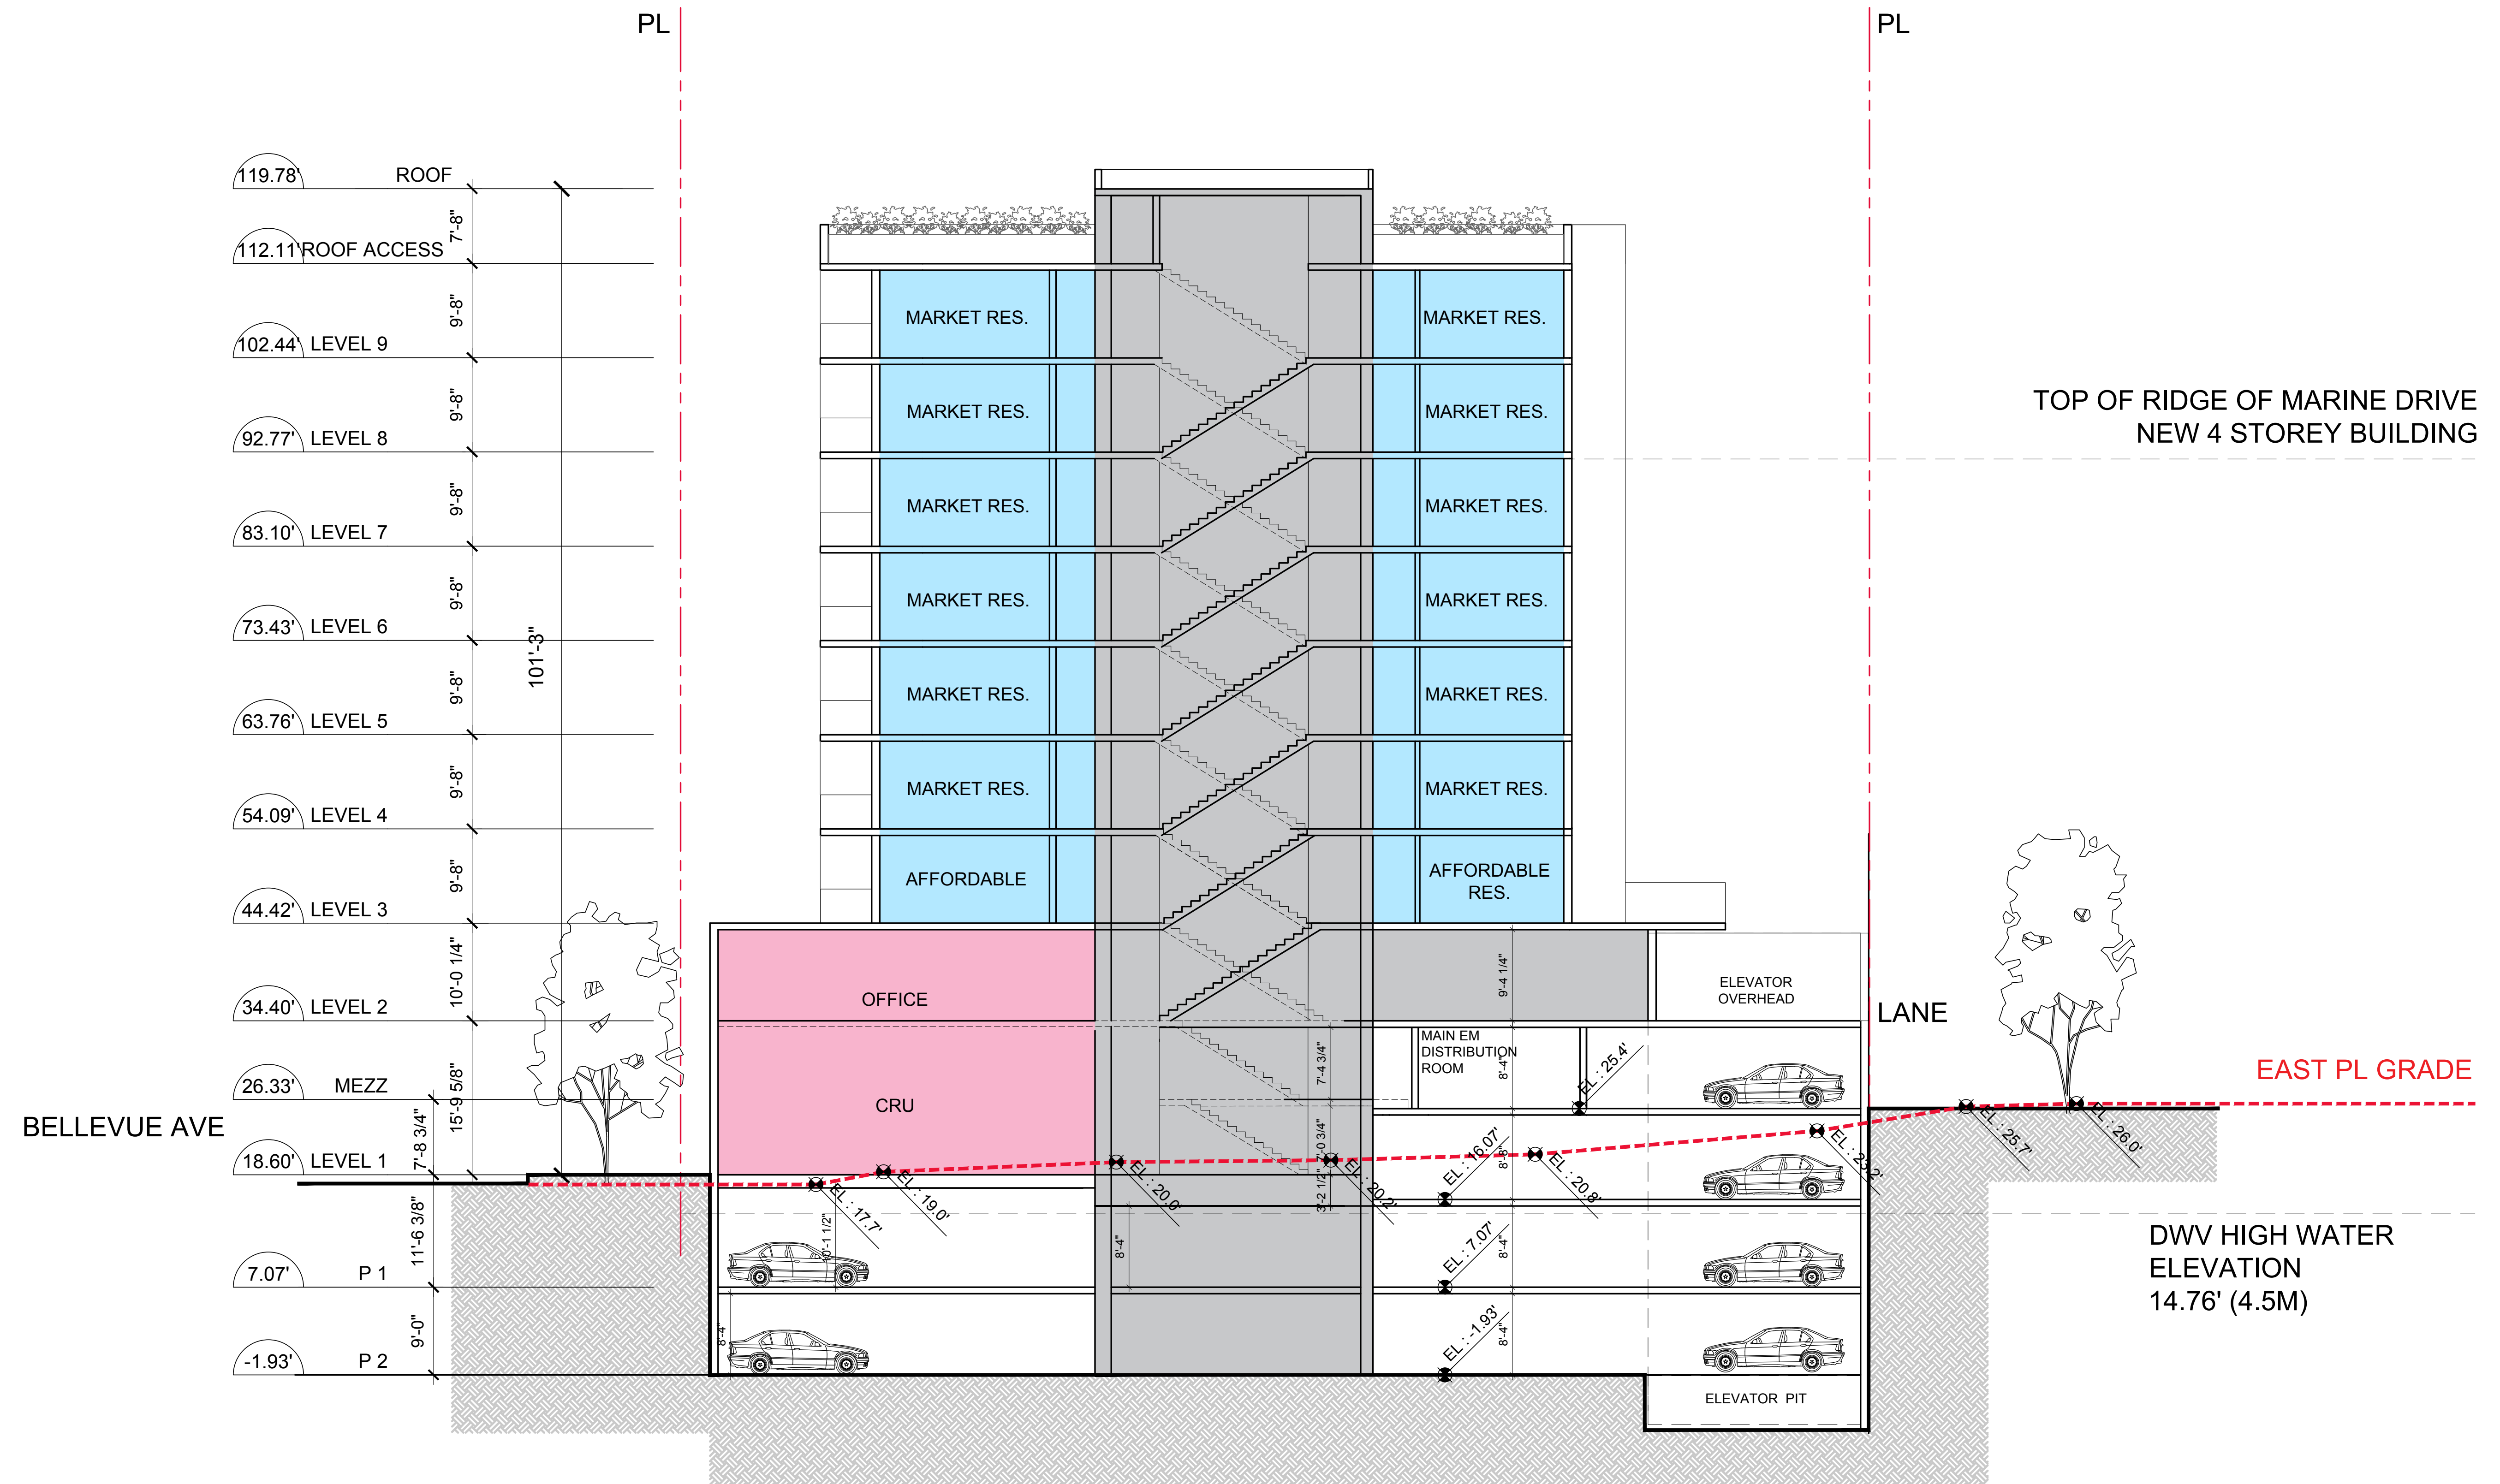 PL
PL
119.78' ROOF
7'-8"
112.11' ROOF ACCESS
9'-8"
MARKET RES.
MARKET RES.
102.44' LEVEL 9
9'-8"
MARKET RES.
MARKET RES.
TOP OF RIDGE OF MARINE DRIVE
NEW 4 STOREY BUILDING
92.77' LEVEL 8
9'-8"
MARKET RES.
MARKET RES.
83.10' LEVEL 7
9'-8"
MARKET RES.
MARKET RES.
73.43' LEVEL 6
101'-3"
9'-8"
MARKET RES.
MARKET RES.
63.76' LEVEL 5
9'-8"
MARKET RES.
MARKET RES.
54.09' LEVEL 4
9'-8"
AFFORDABLE
AFFORDABLE
RES.
44.42' LEVEL 3
10'-0 1/4"
OFFICE
9'-4 1/4"
ELEVATOR
OVERHEAD
34.40' LEVEL 2
LANE
MAIN EM
DISTRIBUTION
ROOM
7'-4 3/4"
8'-4"
EL : 25.4'
26.33' MEZZ
15'-9 5/8"
CRU
EAST PL GRADE
BELLEVUE AVE
7'-8 3/4"
7'-0 3/4"
8'-8"
EL : 16.07'
EL : 25.7'
EL : 26.0'
18.60' LEVEL 1
EL : 17.7'
EL : 19.0'
EL : 20.0'
3'-2 1/2"
EL : 20.2'
EL : 20.8'
EL : 23.2'
11'-6 3/8"
10'-1 1/2"
8'-4"
EL : 7.07'
8'-4"
DWV HIGH WATER
ELEVATION
14.76' (4.5M)
7.07' P 1
9'-0"
8'-4"
EL : -1.93'
8'-4"
-1.93' P 2
ELEVATOR PIT